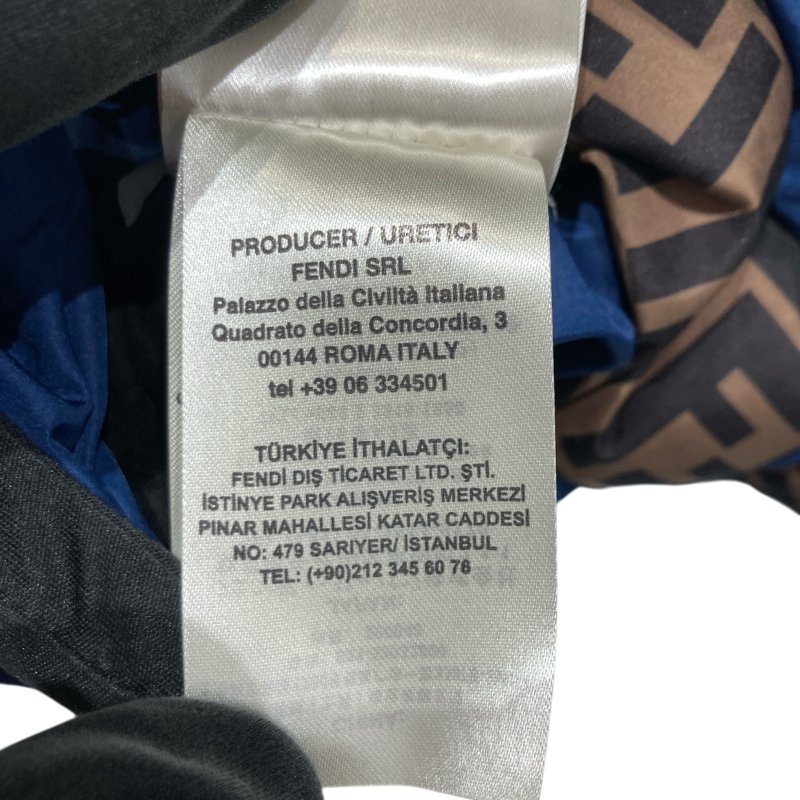 PRODUCER / URETICI
FENDI SRL
Palazzo della Civiltà Italiana
Quadrato della Concordia, 3
00144 ROMA ITALY
tel +39 06 334501
TÜRKİYE İTHALATÇI:
FENDİ DIŞ TİCARET LTD. ŞTİ.
İSTİNYE PARK ALIŞVERİŞ MERKEZİ
PINAR MAHALLESİ KATAR CADDESİ
NO: 479 SARIYER/ İSTANBUL
TEL: (+90)212 345 60 76